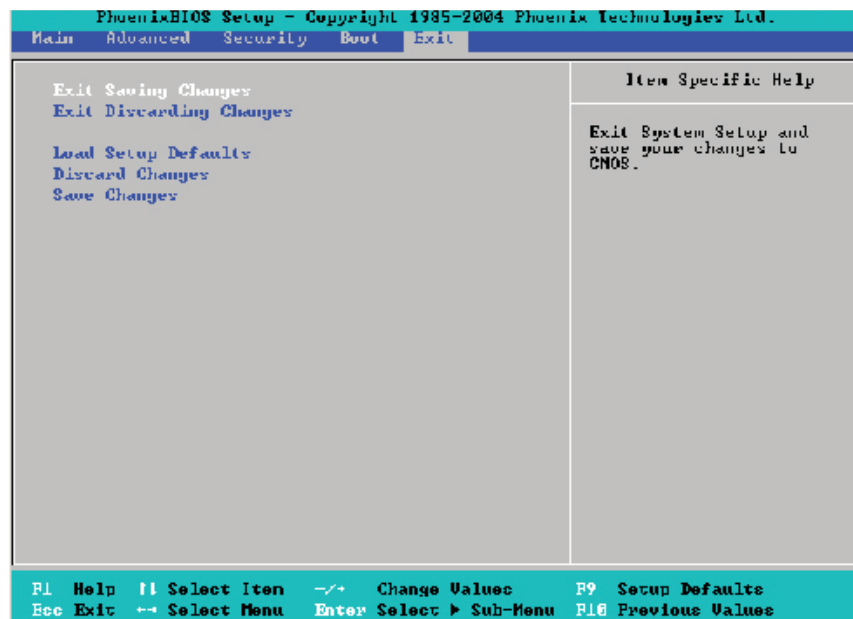 PhoenixBIOS Setup - Copyright 1985-2004 Phoenix Technologies Ltd.
Main Advanced Security Boot Exit
Exit Saving Changes
Exit Discarding Changes
Load Setup Defaults
Discard Changes
Save Changes
Item Specific Help
Exit System Setup and
save your changes to
CMOS.
F1 Help ↑↓ Select Item -/+ Change Values F9 Setup Defaults
Esc Exit ←→ Select Menu Enter Select ▶ Sub-Menu F10 Previous Values